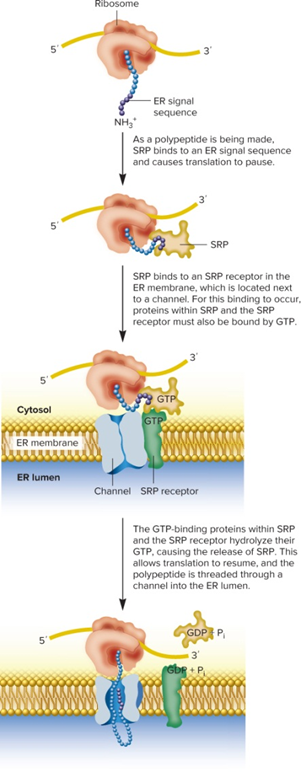 Ribosome
5′
3′
ER signal
sequence
NH3+
As a polypeptide is being made,
SRP binds to an ER signal sequence
and causes translation to pause.
3′
5′
SRP
SRP binds to an SRP receptor in the
ER membrane, which is located next
to a channel. For this binding to occur,
proteins within SRP and the SRP
receptor must also be bound by GTP.
3′
5′
GTP
Cytosol
GTP
ER membrane
ER lumen
Channel
SRP receptor
The GTP-binding proteins within SRP
and the SRP receptor hydrolyze their
GTP, causing the release of SRP. This
allows translation to resume, and the
polypeptide is threaded through a
channel into the ER lumen.
GDP + Pi
5′
3′
GDP + Pi